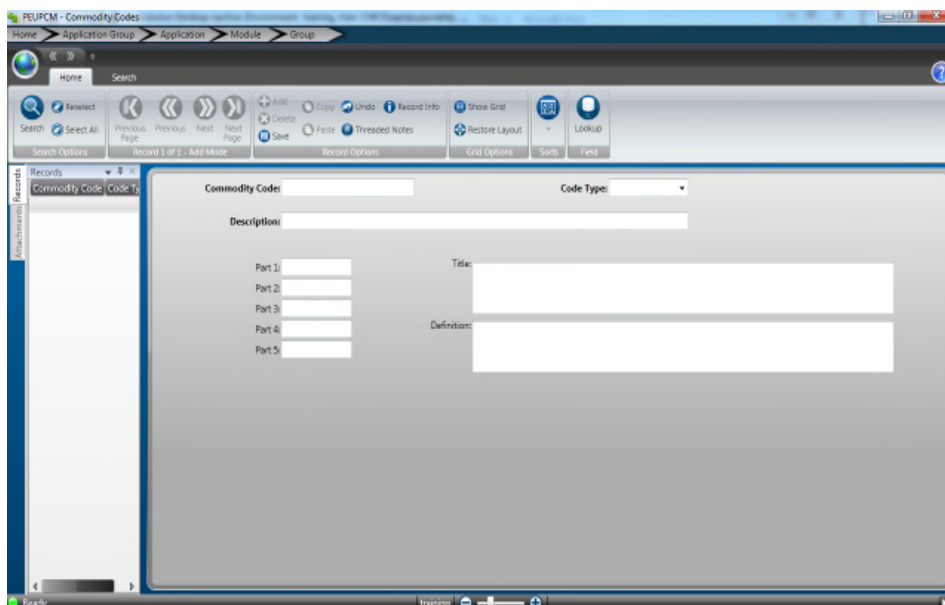 PEUPCM - Commodity Codes
Home Application Group Application Module Group
Home Search
Search Reselect Select All
Previous Page Previous Next Next Page
Add Delete Save Copy Paste Undo Threaded Notes Record Info
Show Grid Restore Layout
Lookup
Search Options Record 1 of 1 - Add Mode Record Options Grid Options Sorts Field
Records
Attachments
Records
Commodity Code Code Ty
Commodity Code: Code Type:
Description:
Part 1: Title:
Part 2:
Part 3:
Part 4: Definition:
Part 5:
Ready training